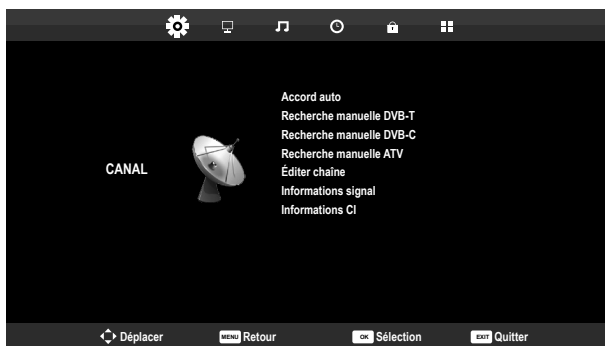 Accord auto
Recherche manuelle DVB-T
Recherche manuelle DVB-C
Recherche manuelle ATV
CANAL
Éditer chaîne
Informations signal
Informations CI
Déplacer MENU Retour OK Sélection EXIT Quitter